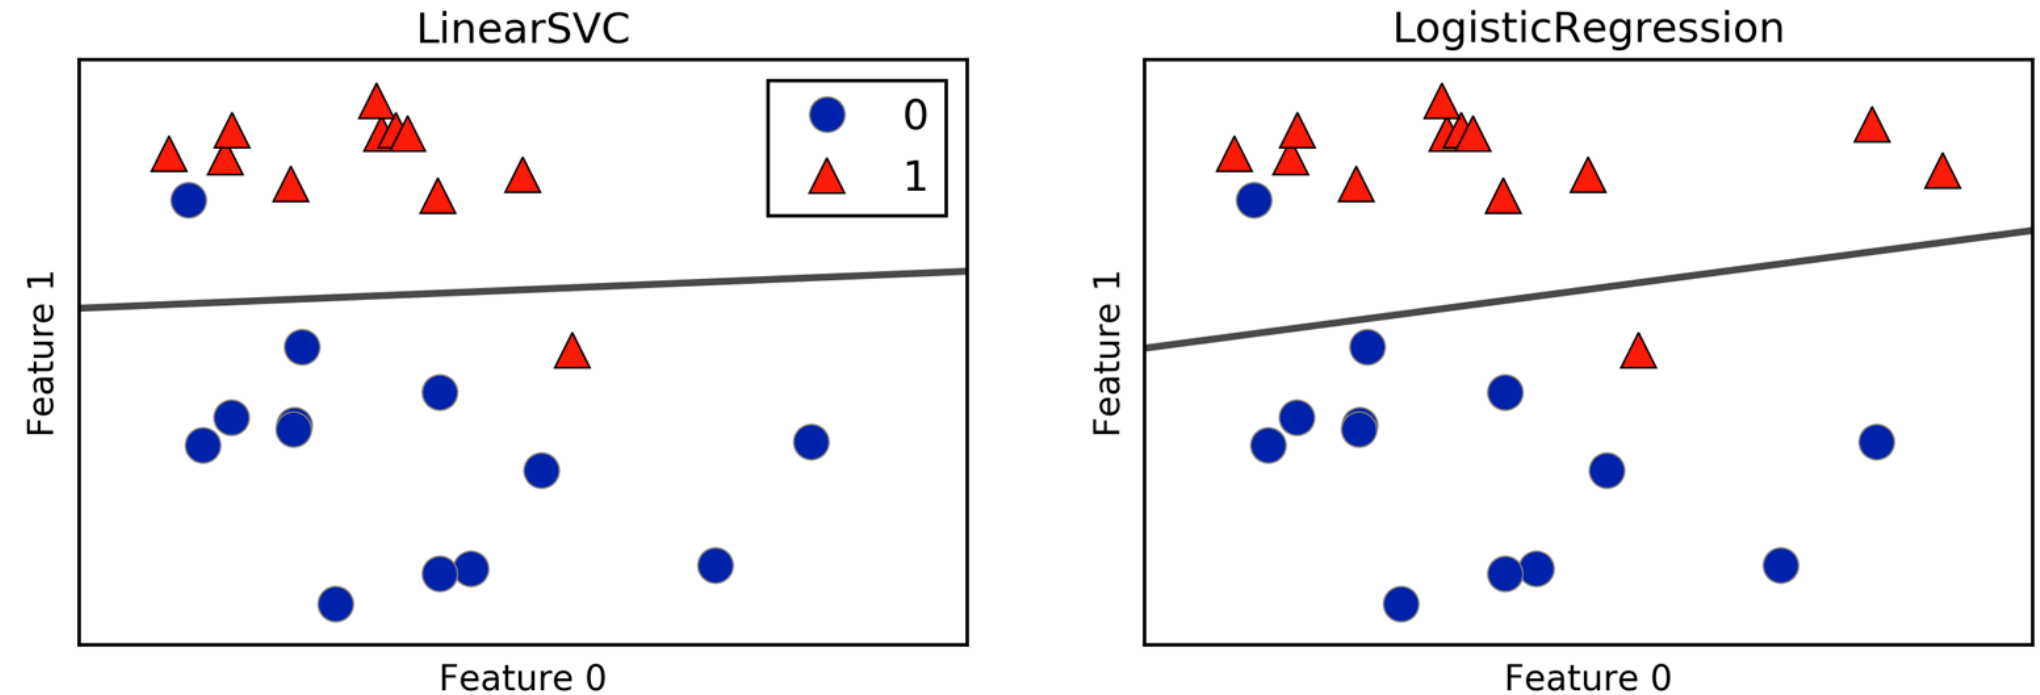 LinearSVC
0
1
Feature 1
Feature 0
LogisticRegression
Feature 1
Feature 0